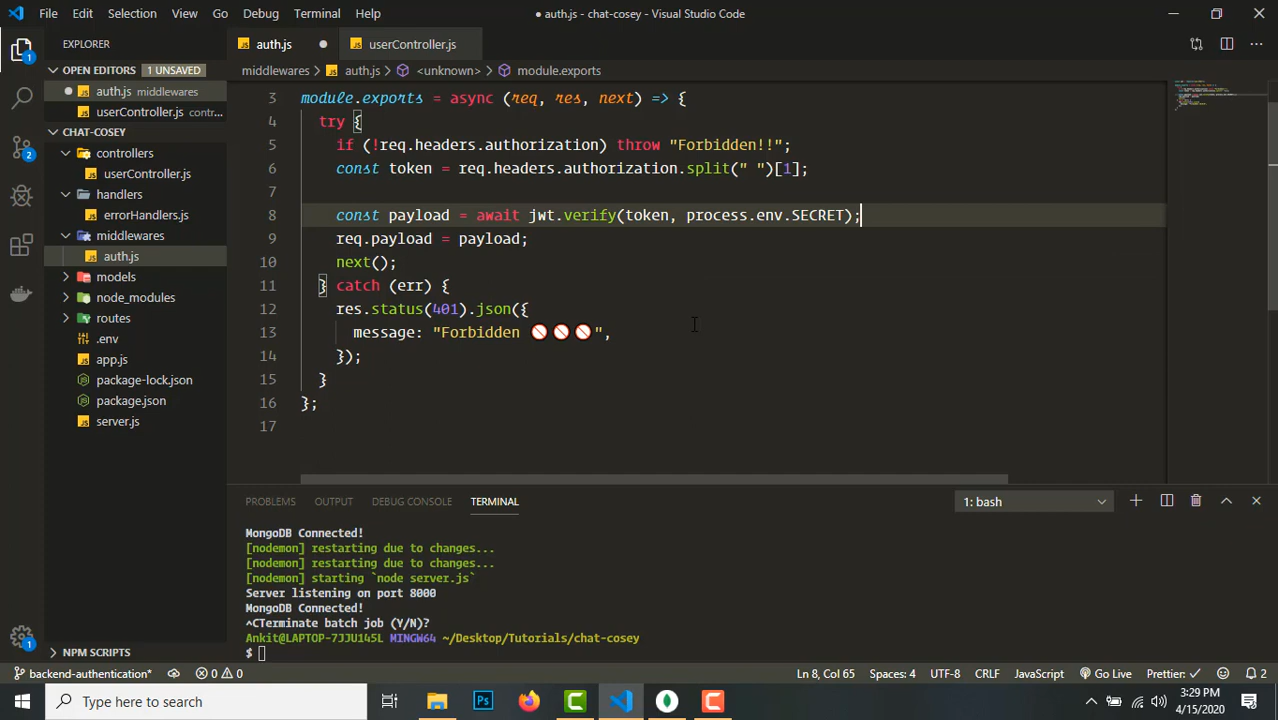 File Edit Selection View Go Debug Terminal Help
● auth.js - chat-cosey - Visual Studio Code
EXPLORER
OPEN EDITORS 1 UNSAVED
auth.js middlewares
userController.js contr...
CHAT-COSEY
controllers
userController.js
handlers
errorHandlers.js
middlewares
auth.js
models
node_modules
routes
.env
app.js
package-lock.json
package.json
server.js
NPM SCRIPTS
JS auth.js ● JS userController.js
middlewares > JS auth.js > <unknown> > module.exports
3 module.exports = async (req, res, next) => {
4 try {
5 if (!req.headers.authorization) throw "Forbidden!!";
6 const token = req.headers.authorization.split(" ")[1];
7
8 const payload = await jwt.verify(token, process.env.SECRET);
9 req.payload = payload;
10 next();
11 } catch (err) {
12 res.status(401).json({
13 message: "Forbidden 🚫🚫🚫",
14 });
15 }
16 };
17
PROBLEMS OUTPUT DEBUG CONSOLE TERMINAL 1: bash
MongoDB Connected!
[nodemon] restarting due to changes...
[nodemon] restarting due to changes...
[nodemon] starting `node server.js`
Server listening on port 8000
MongoDB Connected!
^CTerminate batch job (Y/N)?
Ankit@LAPTOP-7JJU145L MINGW64 ~/Desktop/Tutorials/chat-cosey
$
backend-authentication* 0 0 Ln 8, Col 65 Spaces: 4 UTF-8 CRLF JavaScript Go Live Prettier: ✓ 2
Type here to search
3:29 PM
4/15/2020